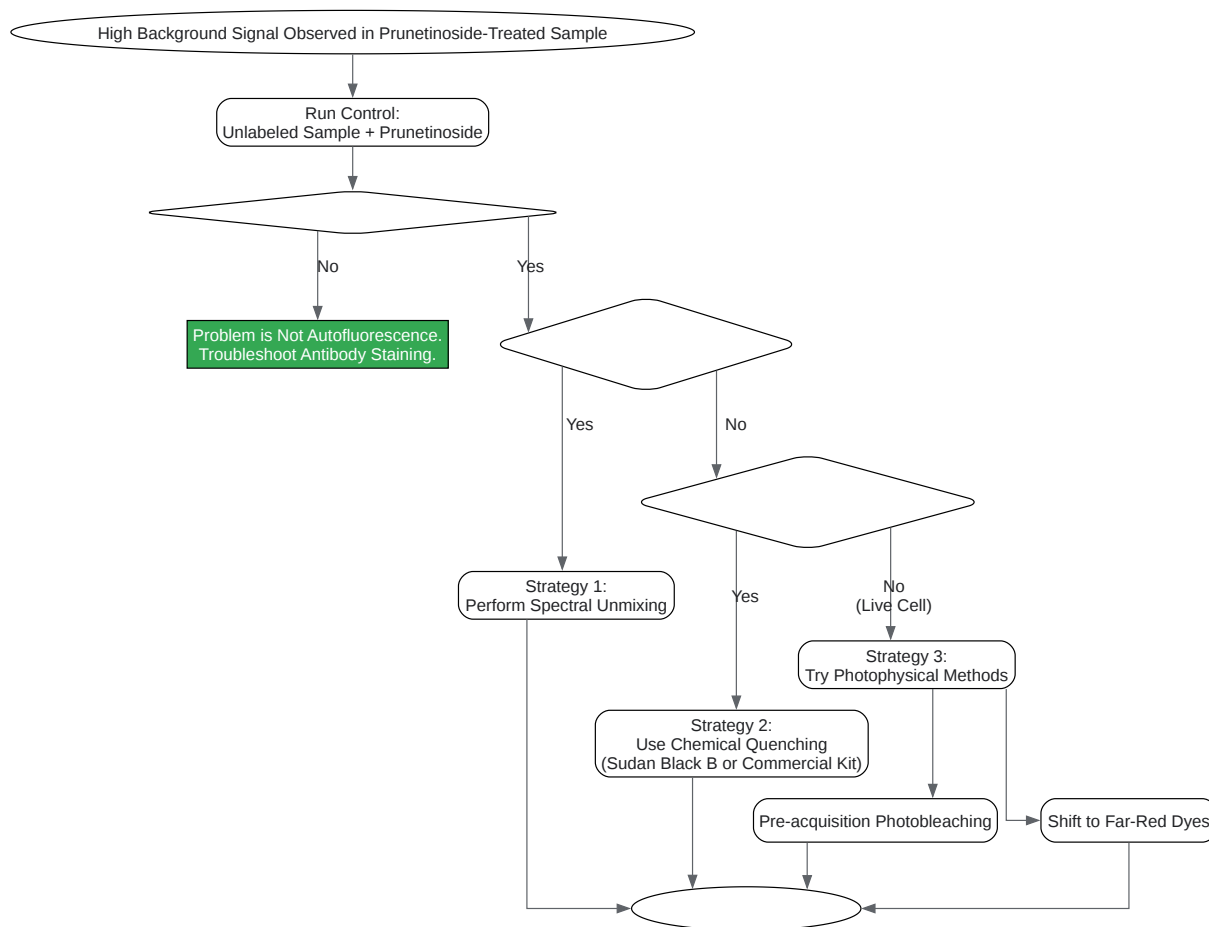 High Background Signal Observed in Prunetinoside-Treated Sample
Run Control:
Unlabeled Sample + Prunetinoside
No
Yes
Problem is Not Autofluorescence.
Troubleshoot Antibody Staining.
Yes
No
Strategy 1:
Perform Spectral Unmixing
Yes
No
(Live Cell)
Strategy 3:
Try Photophysical Methods
Strategy 2:
Use Chemical Quenching
(Sudan Black B or Commercial Kit)
Pre-acquisition Photobleaching
Shift to Far-Red Dyes